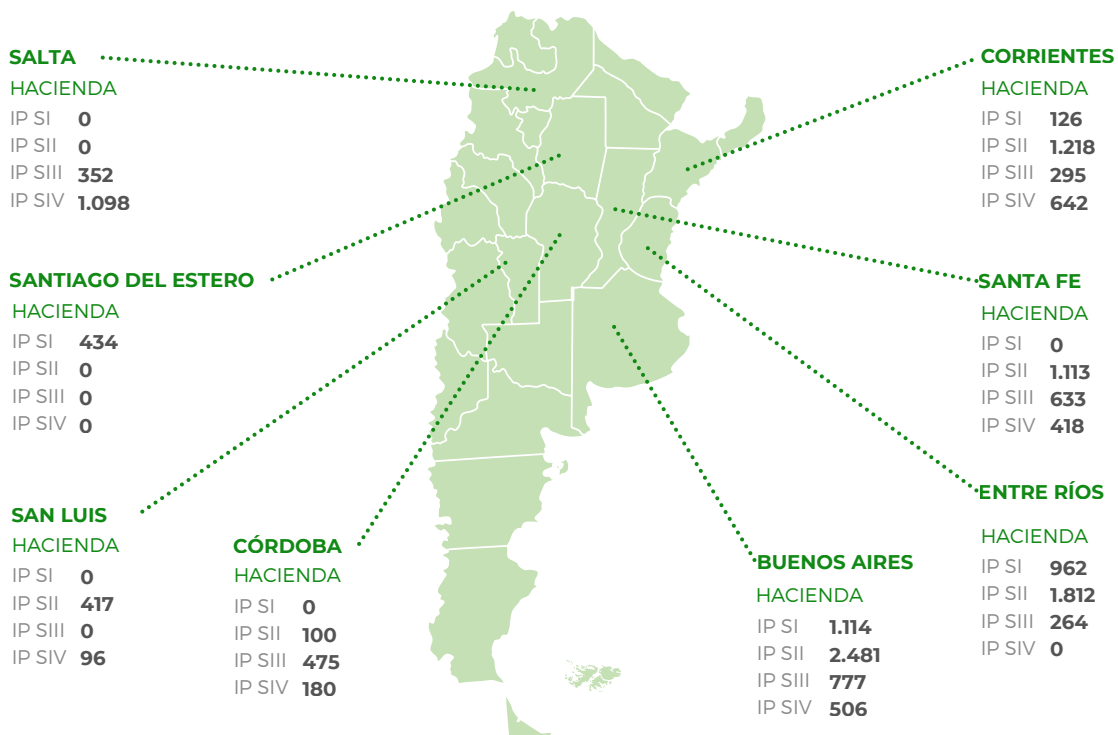 SALTA
HACIENDA
IP SI 0
IP SII 0
IP SIII 352
IP SIV 1.098
SANTIAGO DEL ESTERO
HACIENDA
IP SI 434
IP SII 0
IP SIII 0
IP SIV 0
SAN LUIS
HACIENDA
IP SI 0
IP SII 417
IP SIII 0
IP SIV 96
CÓRDOBA
HACIENDA
IP SI 0
IP SII 100
IP SIII 475
IP SIV 180
BUENOS AIRES
HACIENDA
IP SI 1.114
IP SII 2.481
IP SIII 777
IP SIV 506
CORRIENTES
HACIENDA
IP SI 126
IP SII 1.218
IP SIII 295
IP SIV 642
SANTA FE
HACIENDA
IP SI 0
IP SII 1.113
IP SIII 633
IP SIV 418
ENTRE RÍOS
HACIENDA
IP SI 962
IP SII 1.812
IP SIII 264
IP SIV 0